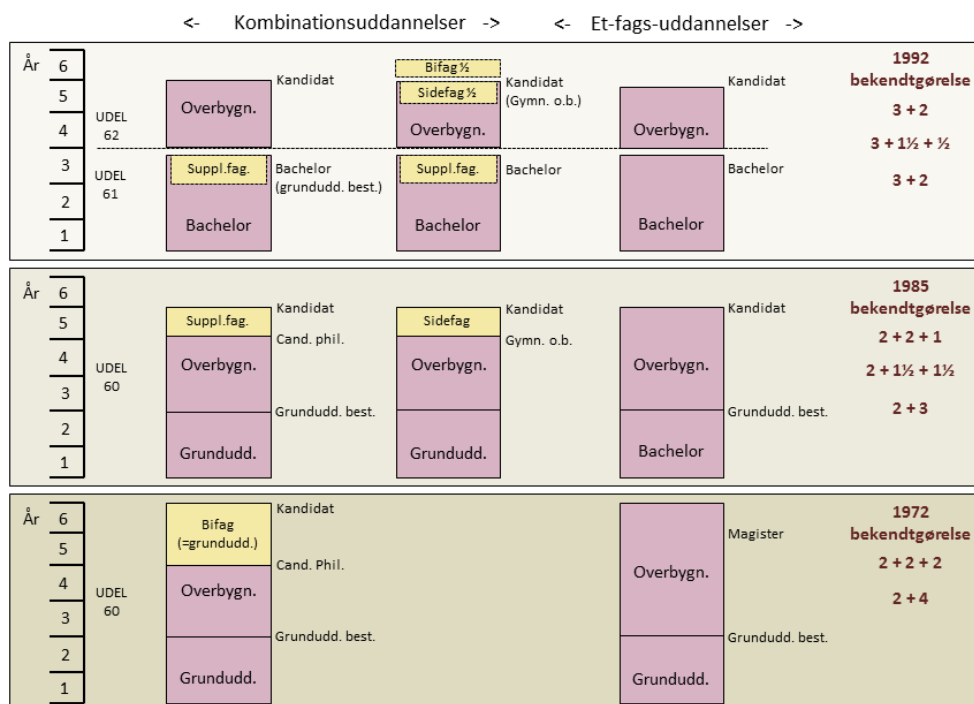 <- Kombinationsuddannelser -> <- Et-fags-uddannelser ->
År 6
5
4
3
2
1
UDEL
62
UDEL
61
Overbygn.
Kandidat
Suppl.fag.
Bachelor
(grundudd. best.)
Bachelor
Bifag ½
Sidefag ½
Kandidat
(Gymn. o.b.)
Overbygn.
Suppl.fag.
Bachelor
Bachelor
Kandidat
Overbygn.
Bachelor
Bachelor
1992
bekendtgørelse
3 + 2
3 + 1½ + ½
3 + 2
År 6
5
4
3
2
1
UDEL
60
Kandidat
Suppl.fag.
Cand. phil.
Overbygn.
Grundudd. best.
Grundudd.
Kandidat
Sidefag
Gymn. o.b.
Overbygn.
Grundudd.
Kandidat
Overbygn.
Grundudd. best.
Bachelor
1985
bekendtgørelse
2 + 2 + 1
2 + 1½ + 1½
2 + 3
År 6
5
4
3
2
1
UDEL
60
Kandidat
Bifag
(=grundudd.)
Cand. Phil.
Overbygn.
Grundudd. best.
Grundudd.
Magister
Overbygn.
Grundudd. best.
Grundudd.
1972
bekendtgørelse
2 + 2 + 2
2 + 4